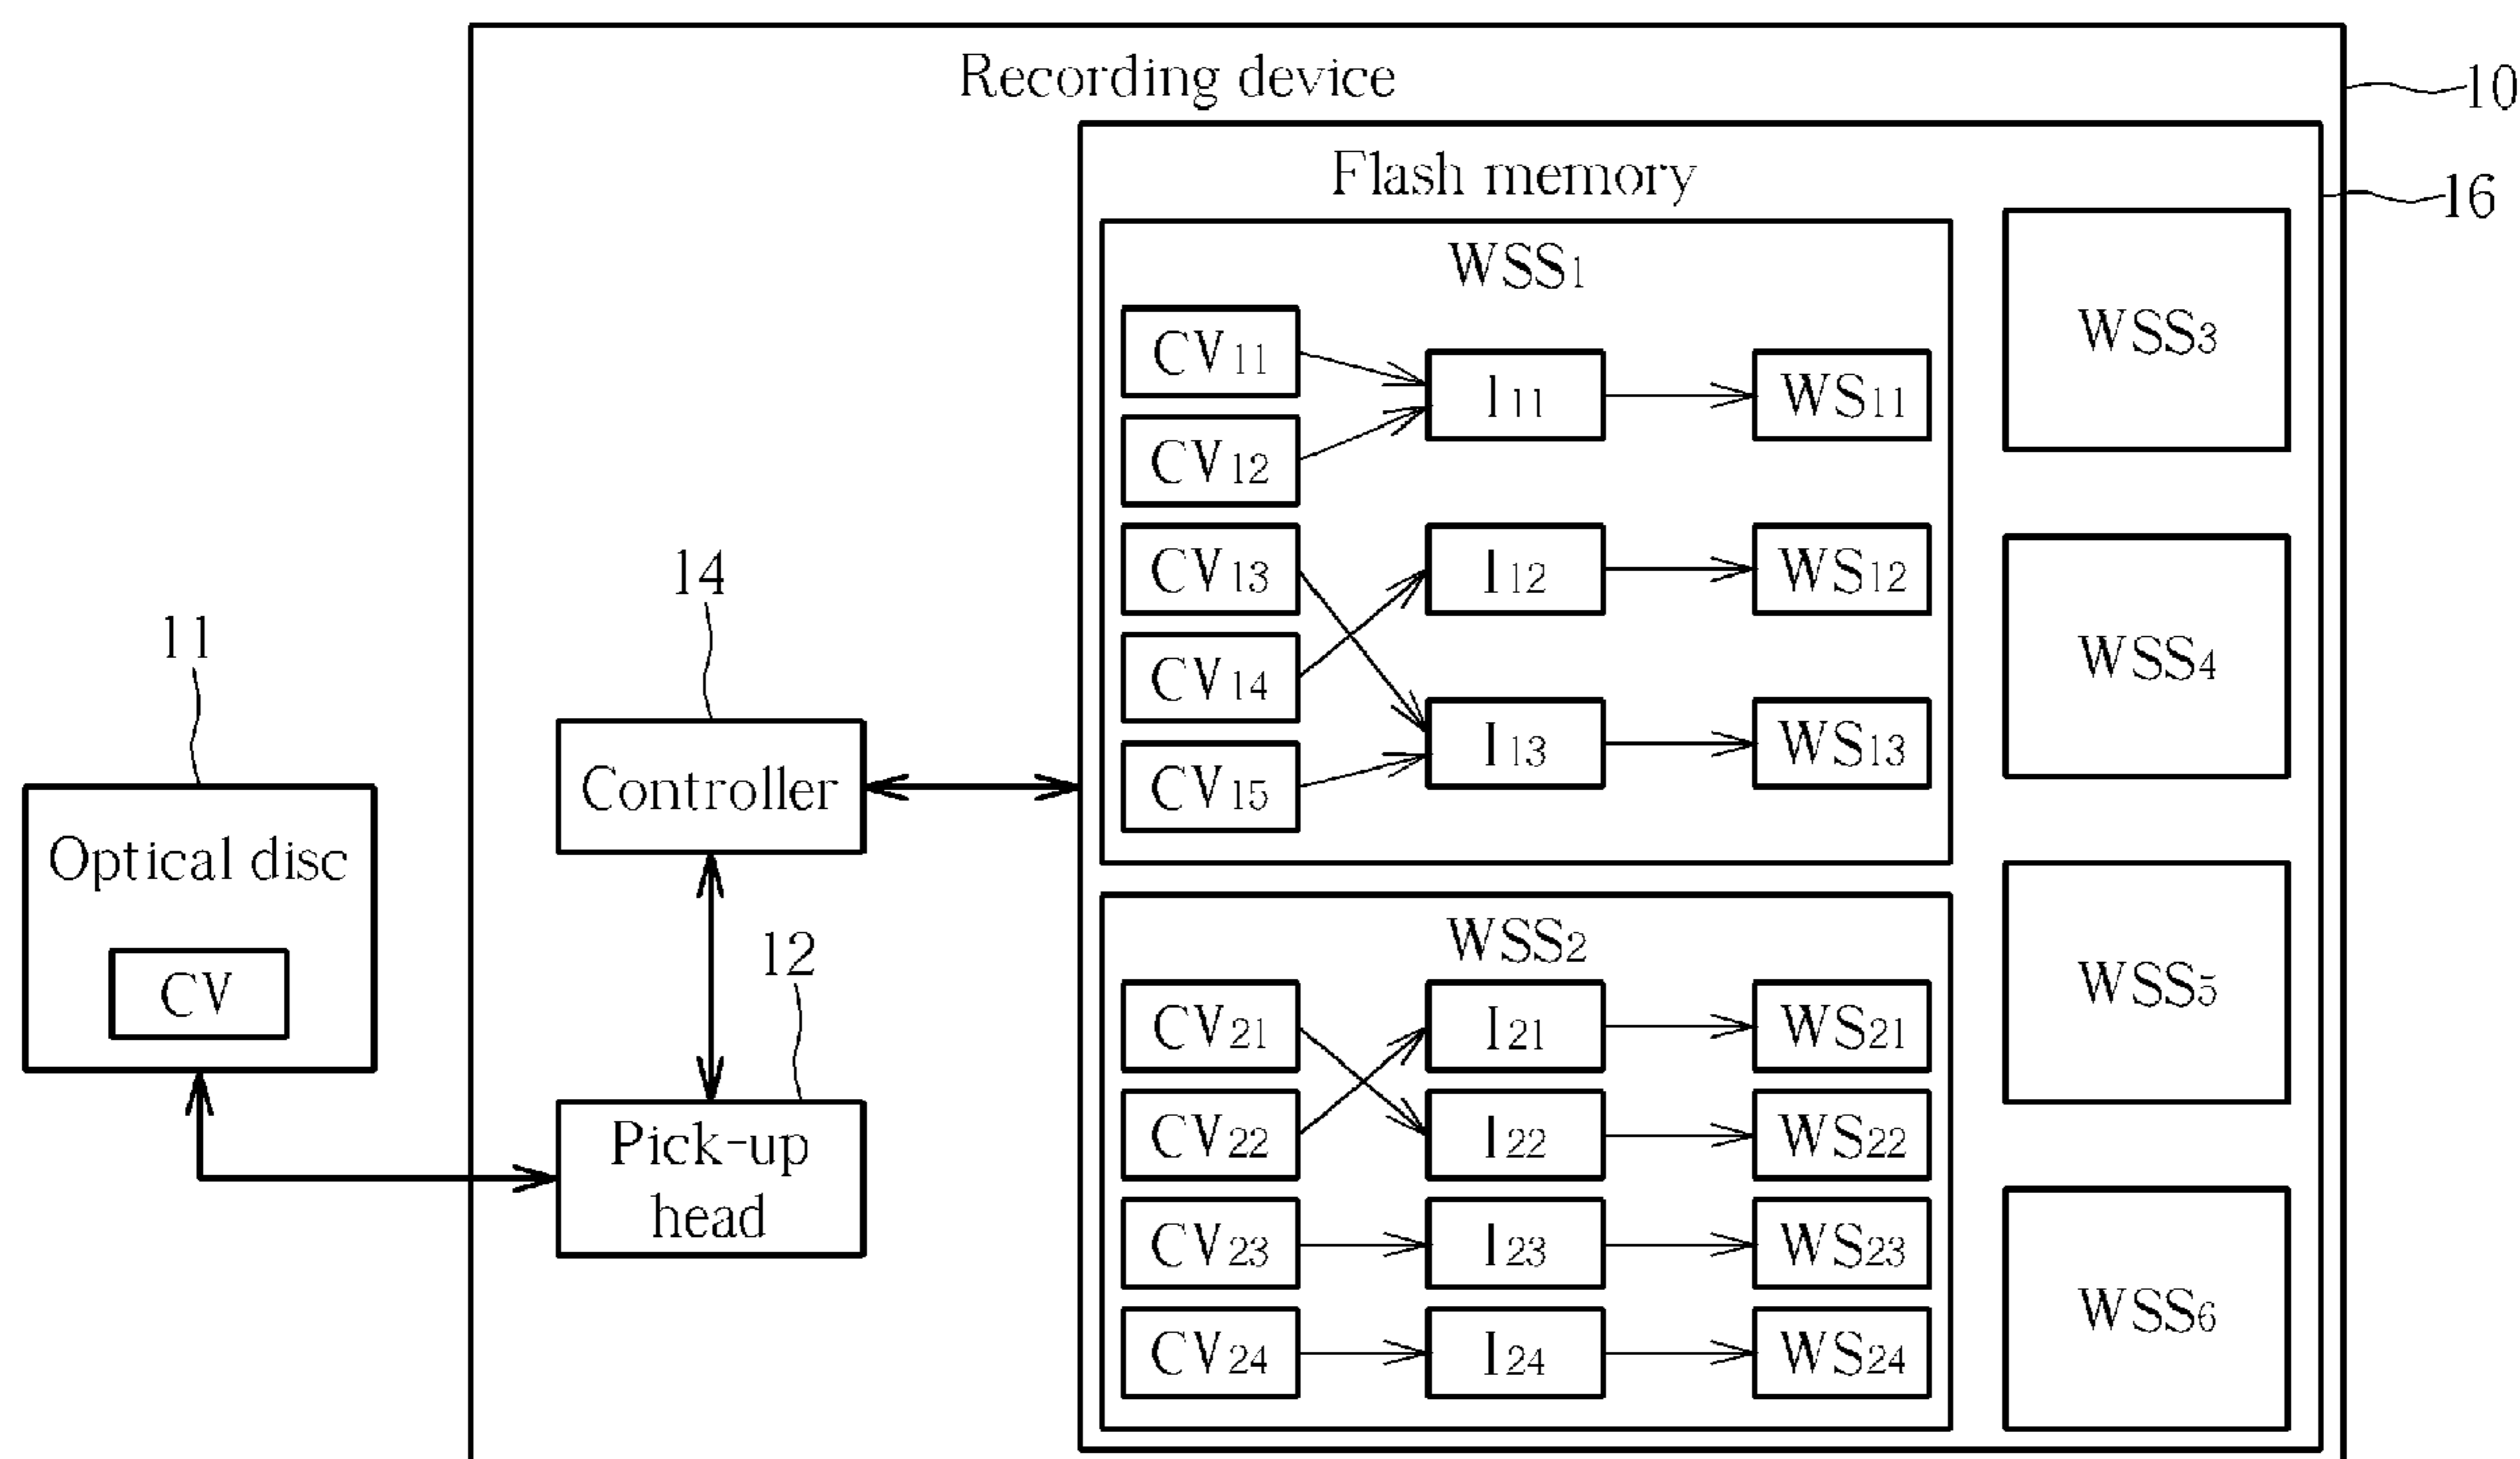 Recording device
10
Flash memory
16
WSS1
CV11
I11
WS11
CV12
CV13
I12
WS12
CV14
CV15
I13
WS13
WSS2
CV21
I21
WS21
CV22
I22
WS22
CV23
I23
WS23
CV24
I24
WS24
WSS3
WSS4
WSS5
WSS6
14
Controller
12
Pick-up
head
11
Optical disc
CV